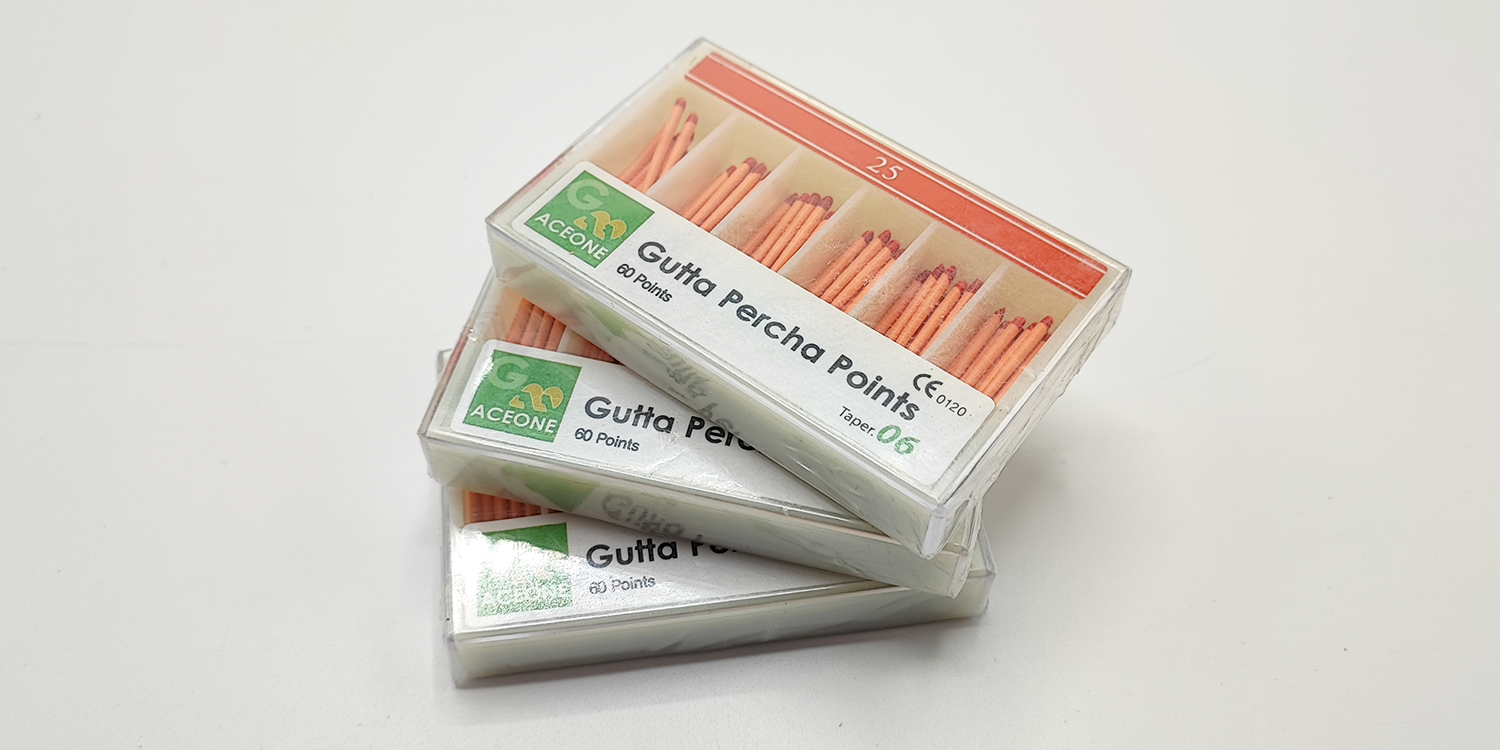 25
G
ACEONE
Gutta Percha Points
60 Points
CE 0120
Taper. 06
G
ACEONE
Gutta Perc
60 Points
Gutta Pe
60 Points